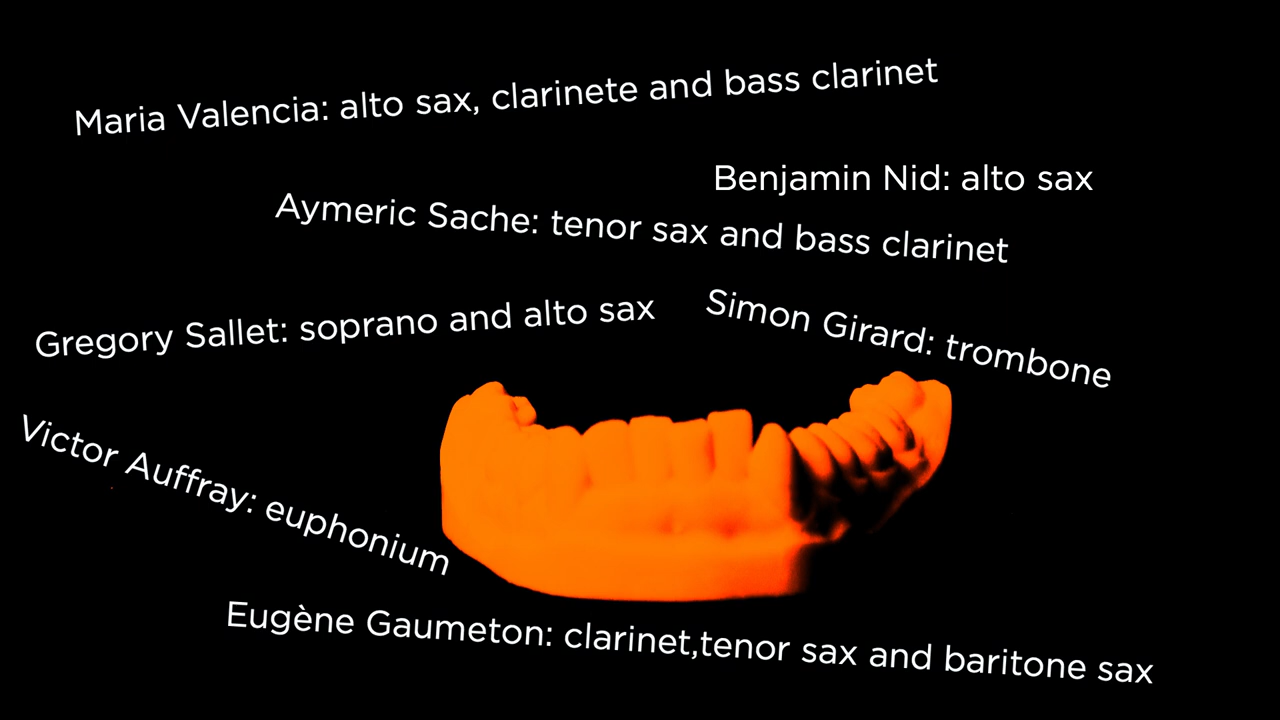 Maria Valencia: alto sax, clarinete and bass clarinet
Benjamin Nid: alto sax
Aymeric Sache: tenor sax and bass clarinet
Gregory Sallet: soprano and alto sax
Simon Girard: trombone
Victor Auffray: euphonium
Eugène Gaumeton: clarinet,tenor sax and baritone sax